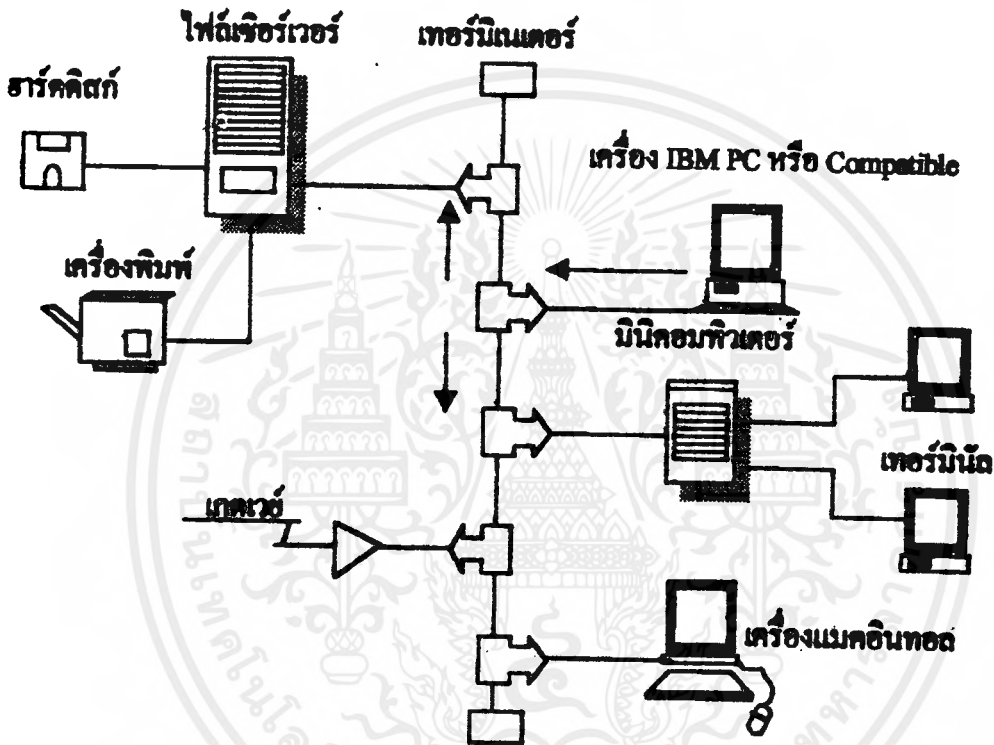 ไฟล์เซิอร์เวอร์
เทอร์มิเนเตอร์
ฮาร์คดิสก์
เครื่อง IBM PC หรือ Compatible
เครื่องพิมพ์
มินิคอมพิวเตอร์
เทอร์มินัล
เกตเวย์
เครื่องแมคอินทอล